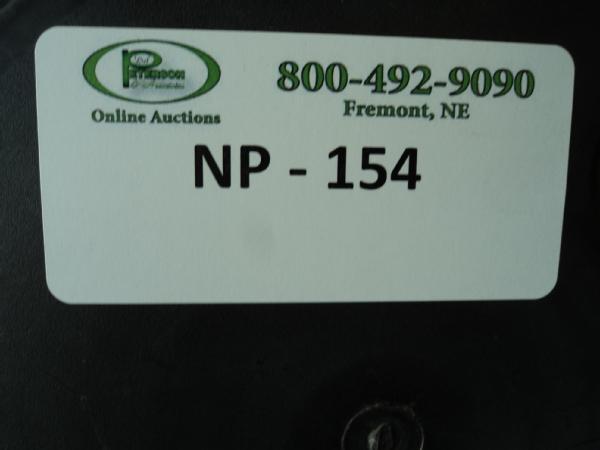 PETERSON
Online Auctions
800-492-9090
Fremont, NE
NP - 154